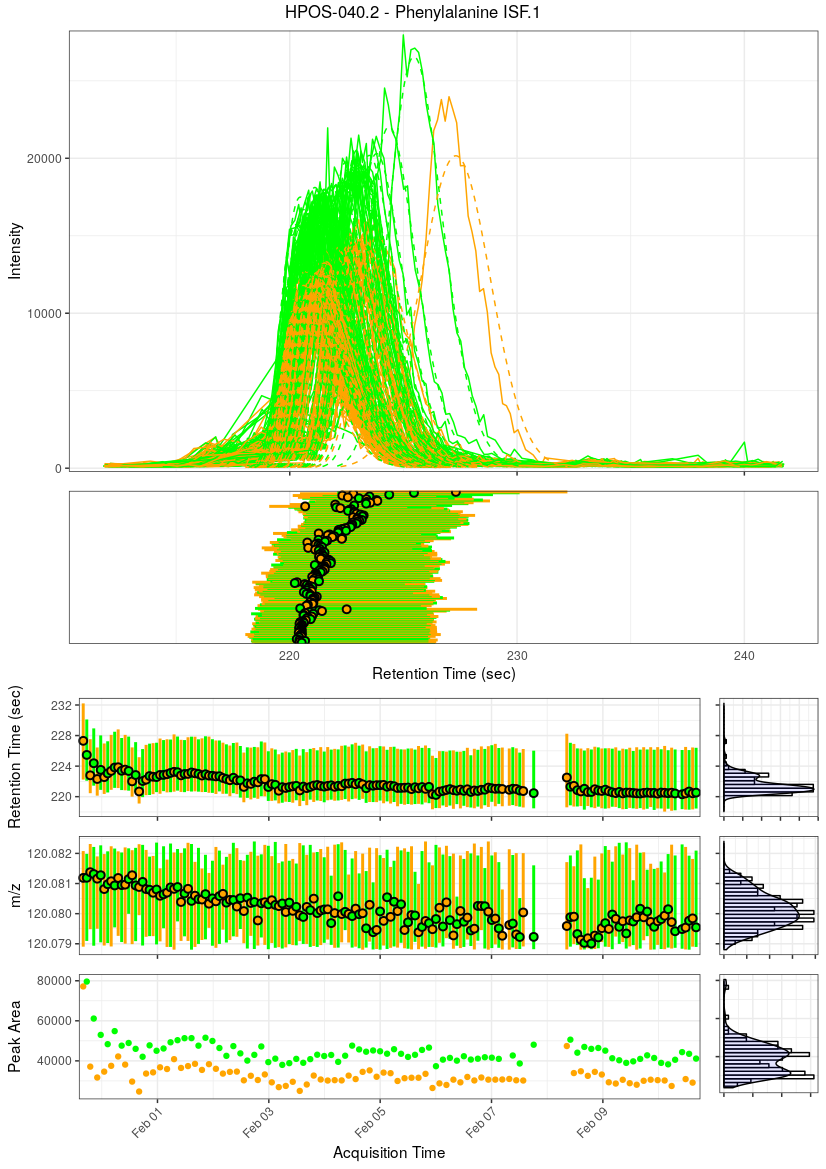 HPOS-040.2 - Phenylalanine ISF.1
Intensity
20000
10000
0
220
230
240
Retention Time (sec)
Retention Time (sec)
232
228
224
220
m/z
120.082
120.081
120.080
120.079
Peak Area
80000
60000
40000
Feb 01
Feb 03
Feb 05
Feb 07
Feb 09
Acquisition Time